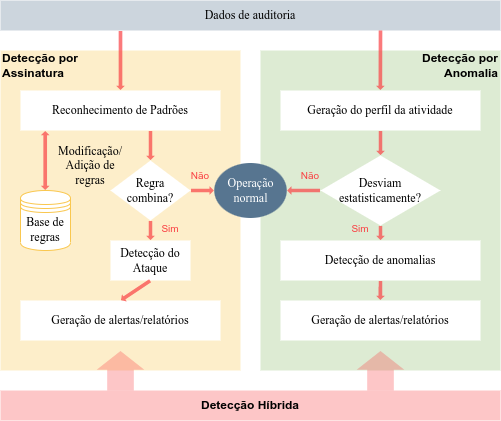 Dados de auditoria
Detecção por
Assinatura
Detecção por
Anomalia
Reconhecimento de Padrões
Geração do perfil da atividade
Modificação/
Adição de
regras
Regra
combina?
Não
Operação
normal
Não
Desviam
estatisticamente?
Base de
regras
Sim
Sim
Detecção do
Ataque
Detecção de anomalias
Geração de alertas/relatórios
Geração de alertas/relatórios
Detecção Híbrida